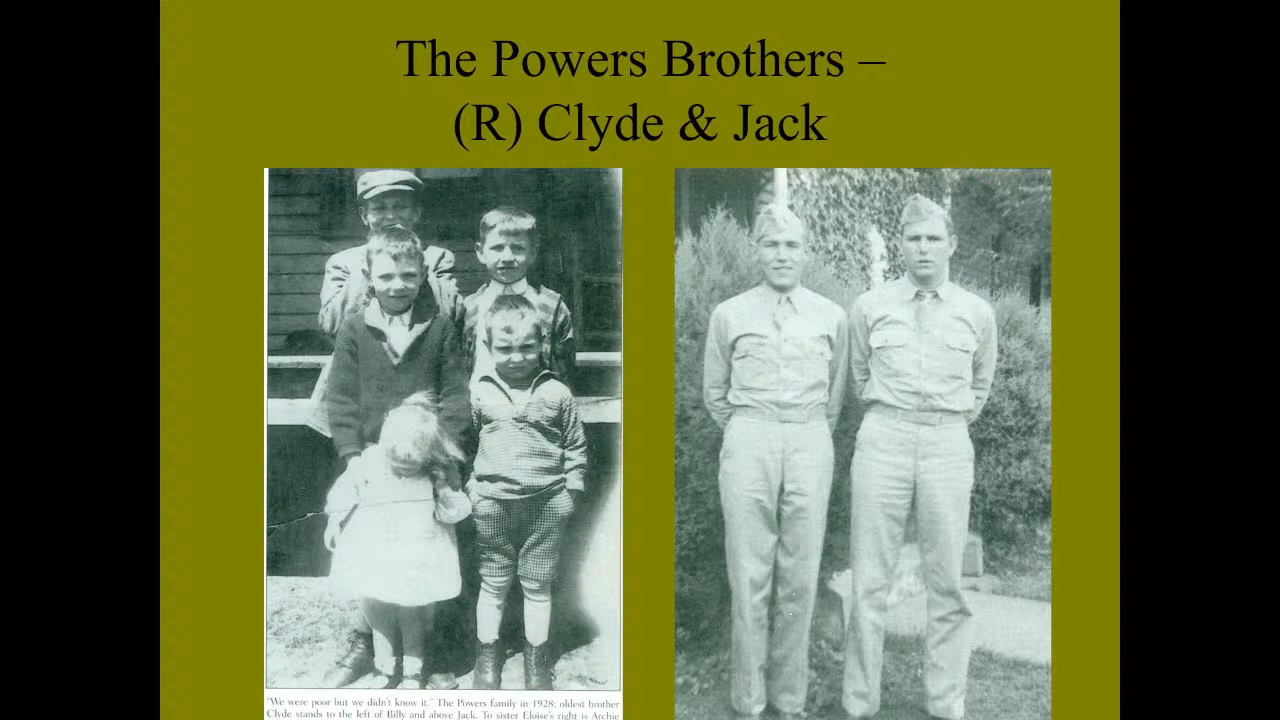 The Powers Brothers –
(R) Clyde & Jack
"We were poor but we didn't know it." The Powers family in 1928: oldest brother
Clyde stands to the left of Billy and above Jack. To sister Eloise's right is Archie